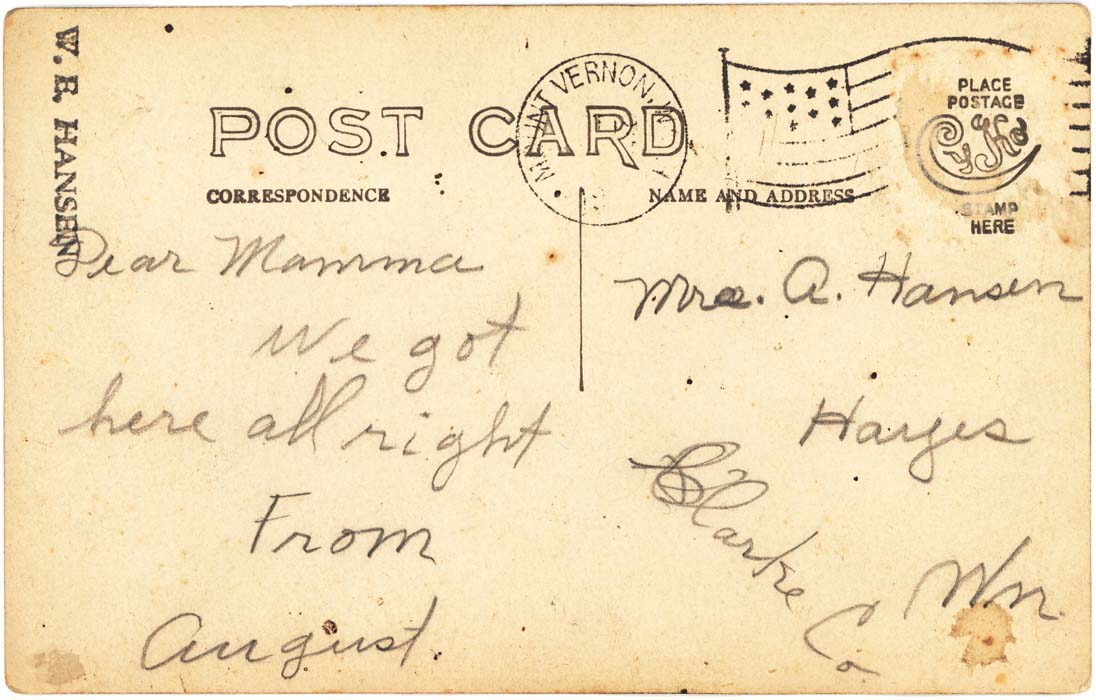 W. E. HANSEN
POST CARD
CORRESPONDENCE
Dear Mamma
We got
here all right
From
August.
MOUNT VERNON, W
NAME AND ADDRESS
PLACE
POSTAGE
CyKo
STAMP
HERE
Mrs. A. Hansen
Hayes
Clarke Co
Wn.